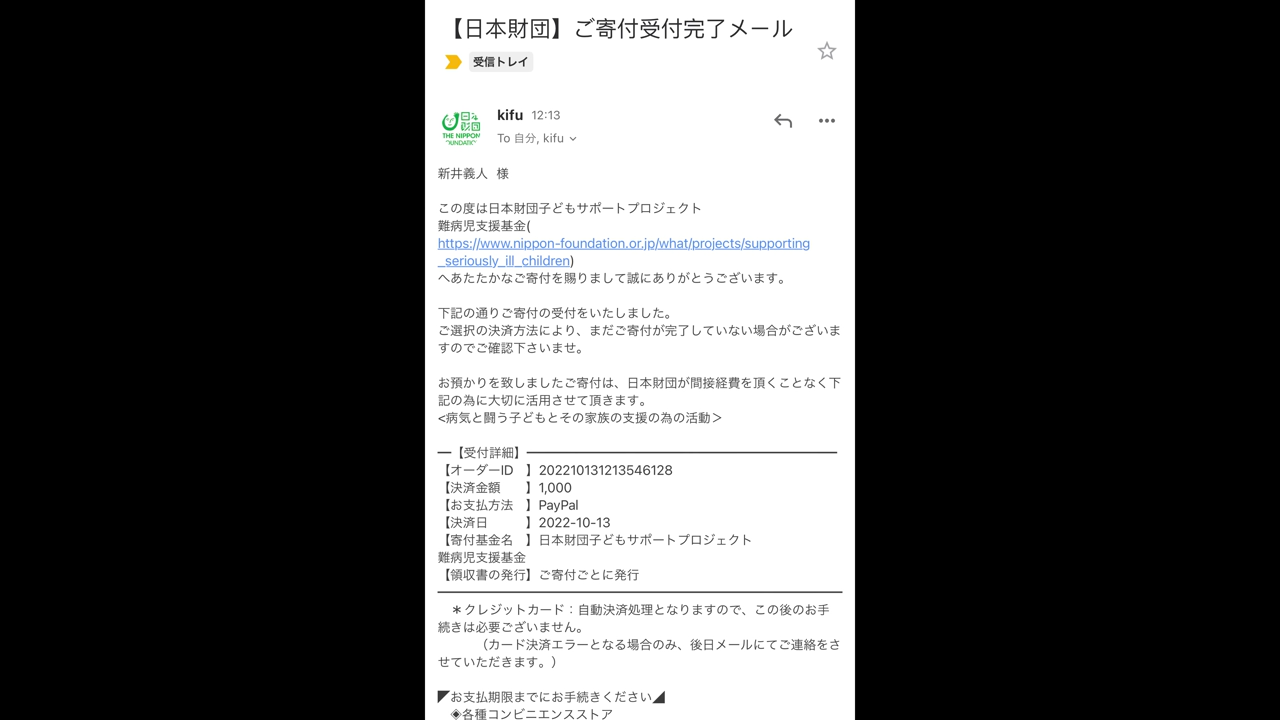 【日本財団】ご寄付受付完了メール
受信トレイ
kifu 12:13
To 自分, kifu
THE NIPPON
新井義人 様
この度は日本財団子どもサポートプロジェクト
難病児支援基金(
https://www.nippon-foundation.or.jp/what/projects/supporting
_seriously_ill_children)
へあたたかなご寄付を賜りまして誠にありがとうございます。
下記の通りご寄付の受付をいたしました。
ご選択の決済方法により、まだご寄付が完了していない場合がございま
すのでご確認下さいませ。
お預かりを致しましたご寄付は、日本財団が間接経費を頂くことなく下
記の為に大切に活用させて頂きます。
<病気と闘う子どもとその家族の支援の為の活動＞
━【受付詳細】━━━━━━━━━━━━━━━━━━━━━━
【オーダーID　】202210131213546128
【決済金額　　】1,000
【お支払方法　】PayPal
【決済日　　　】2022-10-13
【寄付基金名　】日本財団子どもサポートプロジェクト
難病児支援基金
【領収書の発行】ご寄付ごとに発行
＊クレジットカード：自動決済処理となりますので、この後のお手
続きは必要ございません。
（カード決済エラーとなる場合のみ、後日メールにてご連絡をさ
せていただきます。）
◤お支払期限までにお手続きください◢
◈各種コンビニエンスストア